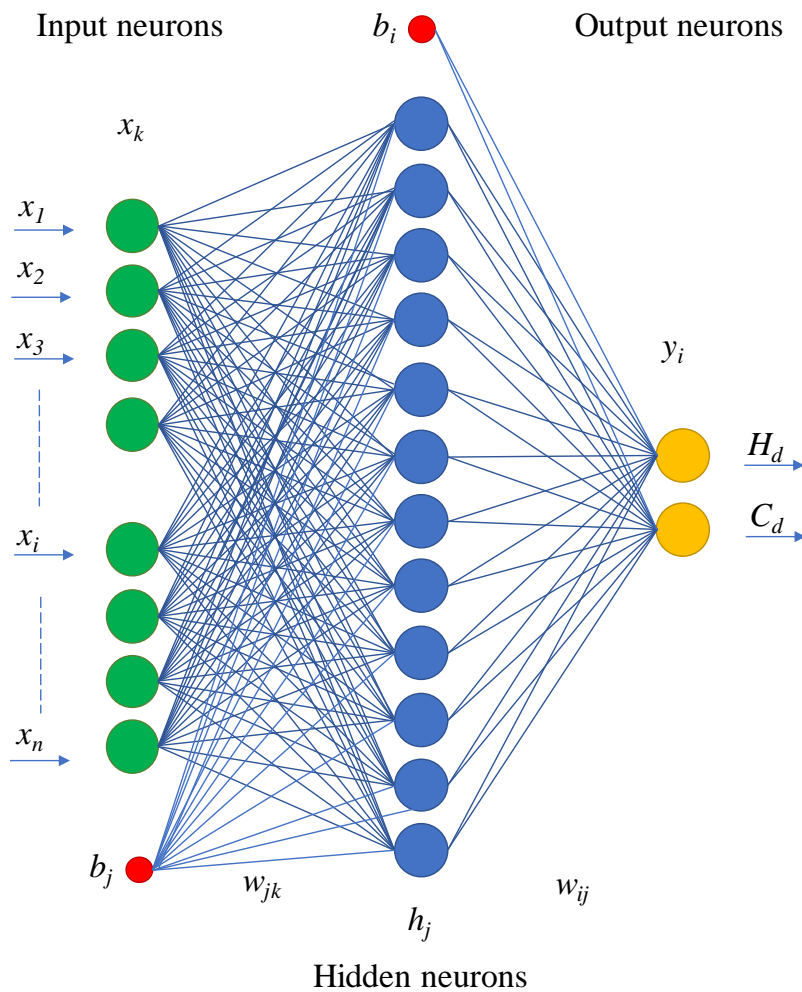 Input neurons
b_i
Output neurons
x_k
x_1
x_2
x_3
y_i
H_d
C_d
x_i
x_n
b_j
w_jk
w_ij
h_j
Hidden neurons